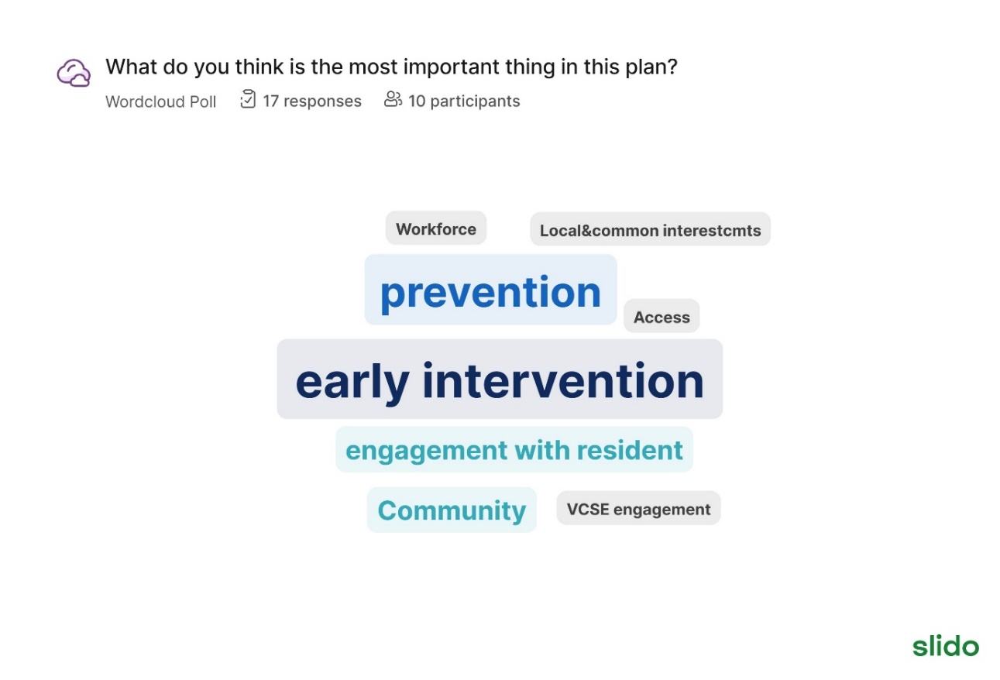 What do you think is the most important thing in this plan?
Wordcloud Poll 17 responses 10 participants
Workforce
Local&common interestcmts
prevention
Access
early intervention
engagement with resident
Community
VCSE engagement
slido